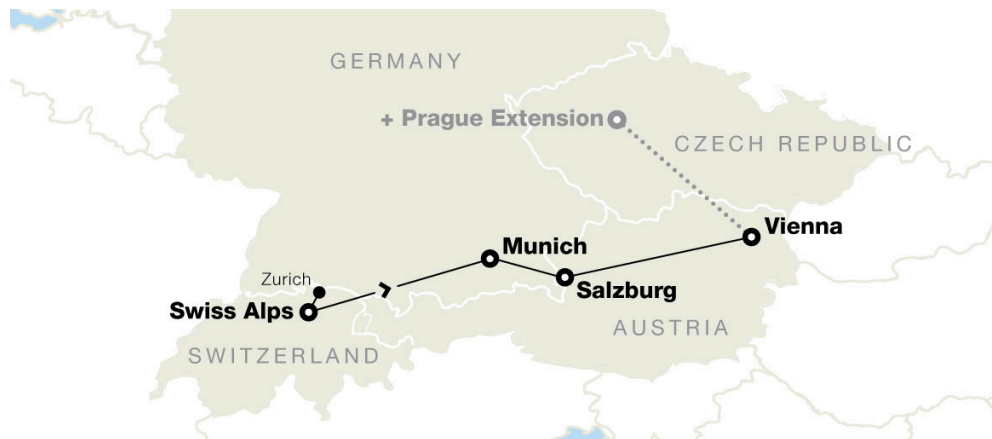 GERMANY
+ Prague Extension
CZECH REPUBLIC
Vienna
Munich
Zurich
Salzburg
Swiss Alps
AUSTRIA
SWITZERLAND